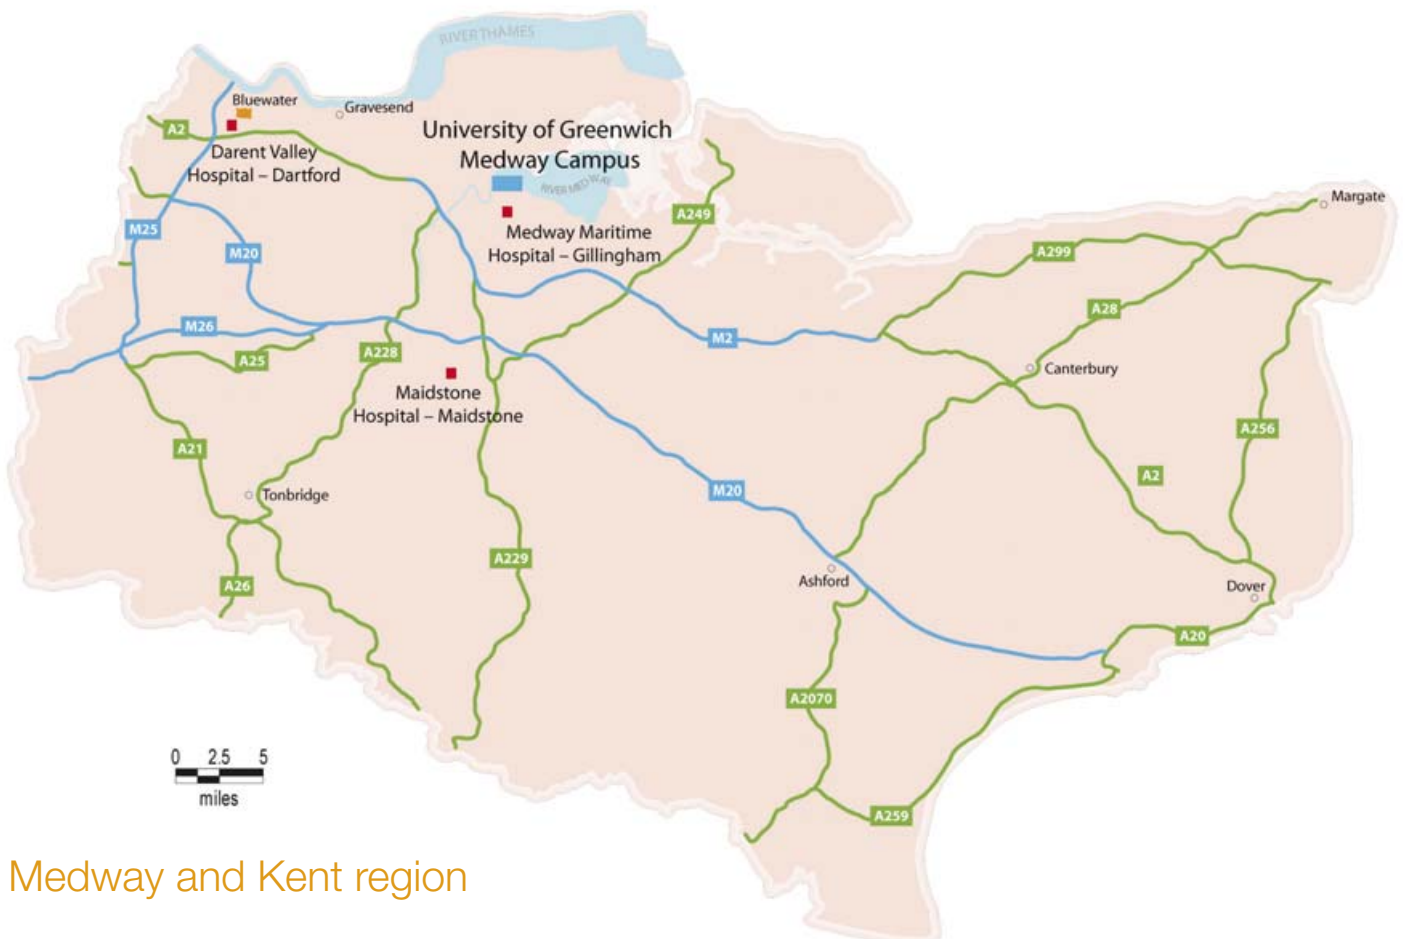 RIVER THAMES
Bluewater
Gravesend
A2
University of Greenwich
Medway Campus
Darent Valley
Hospital – Dartford
RIVER MEDWAY
Margate
A249
M25
Medway Maritime
Hospital – Gillingham
M20
A299
A28
M26
M2
A25
A228
Canterbury
Maidstone
Hospital – Maidstone
A256
A21
A2
M20
Tonbridge
A229
Ashford
A26
Dover
A20
A2070
0 2.5 5
miles
A259
Medway and Kent region